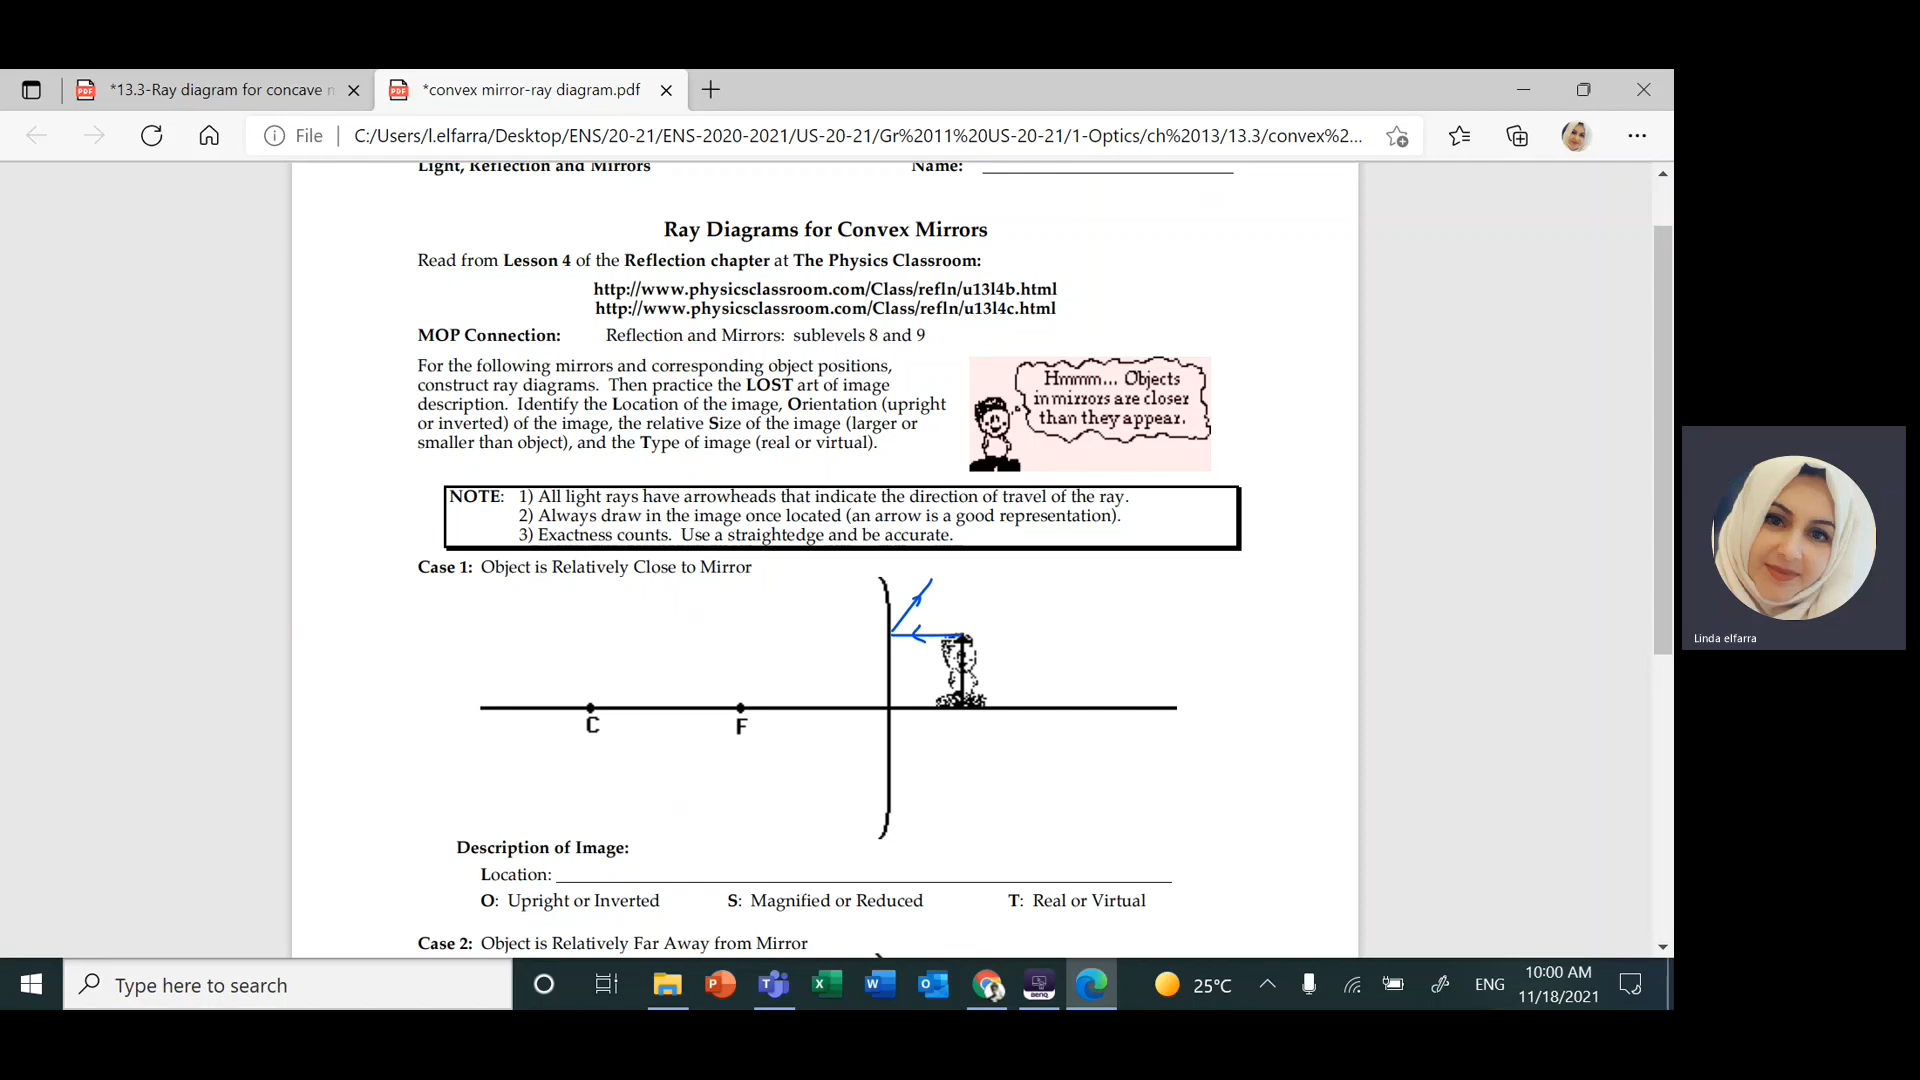 *13.3-Ray diagram for concave n
*convex mirror-ray diagram.pdf
File
C:/Users/l.elfarra/Desktop/ENS/20-21/ENS-2020-2021/US-20-21/Gr%2011%20US-20-21/1-Optics/ch%2013/13.3/convex%2...
Light, Reflection and Mirrors Name:
Ray Diagrams for Convex Mirrors
Read from Lesson 4 of the Reflection chapter at The Physics Classroom:
http://www.physicsclassroom.com/Class/refln/u13l4b.html
http://www.physicsclassroom.com/Class/refln/u13l4c.html
MOP Connection: Reflection and Mirrors: sublevels 8 and 9
For the following mirrors and corresponding object positions,
construct ray diagrams. Then practice the LOST art of image
description. Identify the Location of the image, Orientation (upright
or inverted) of the image, the relative Size of the image (larger or
smaller than object), and the Type of image (real or virtual).
Hmmm... Objects
in mirrors are closer
than they appear.
NOTE: 1) All light rays have arrowheads that indicate the direction of travel of the ray.
2) Always draw in the image once located (an arrow is a good representation).
3) Exactness counts. Use a straightedge and be accurate.
Case 1: Object is Relatively Close to Mirror
C
F
Description of Image:
Location:
O: Upright or Inverted S: Magnified or Reduced T: Real or Virtual
Case 2: Object is Relatively Far Away from Mirror
Linda elfarra
Type here to search
BenQ
25°C
ENG
10:00 AM
11/18/2021